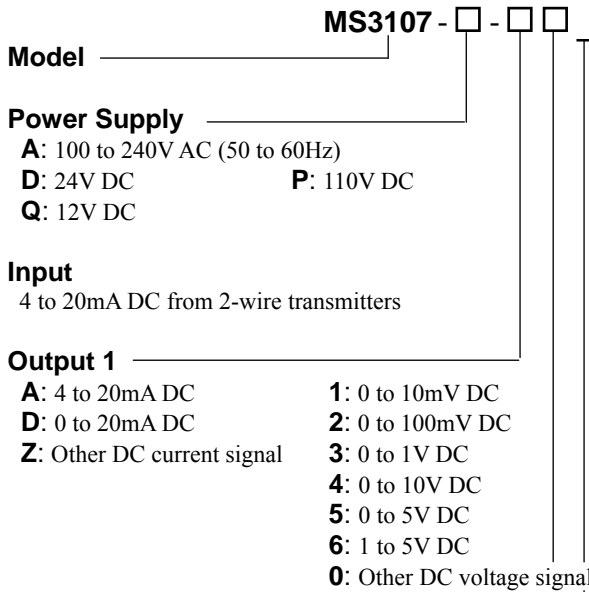 MS3107 - □ - □ □
Model
Power Supply
A: 100 to 240V AC (50 to 60Hz)
D: 24V DC P: 110V DC
Q: 12V DC
Input
4 to 20mA DC from 2-wire transmitters
Output 1
A: 4 to 20mA DC 1: 0 to 10mV DC
D: 0 to 20mA DC 2: 0 to 100mV DC
Z: Other DC current signal 3: 0 to 1V DC
4: 0 to 10V DC
5: 0 to 5V DC
6: 1 to 5V DC
0: Other DC voltage signal